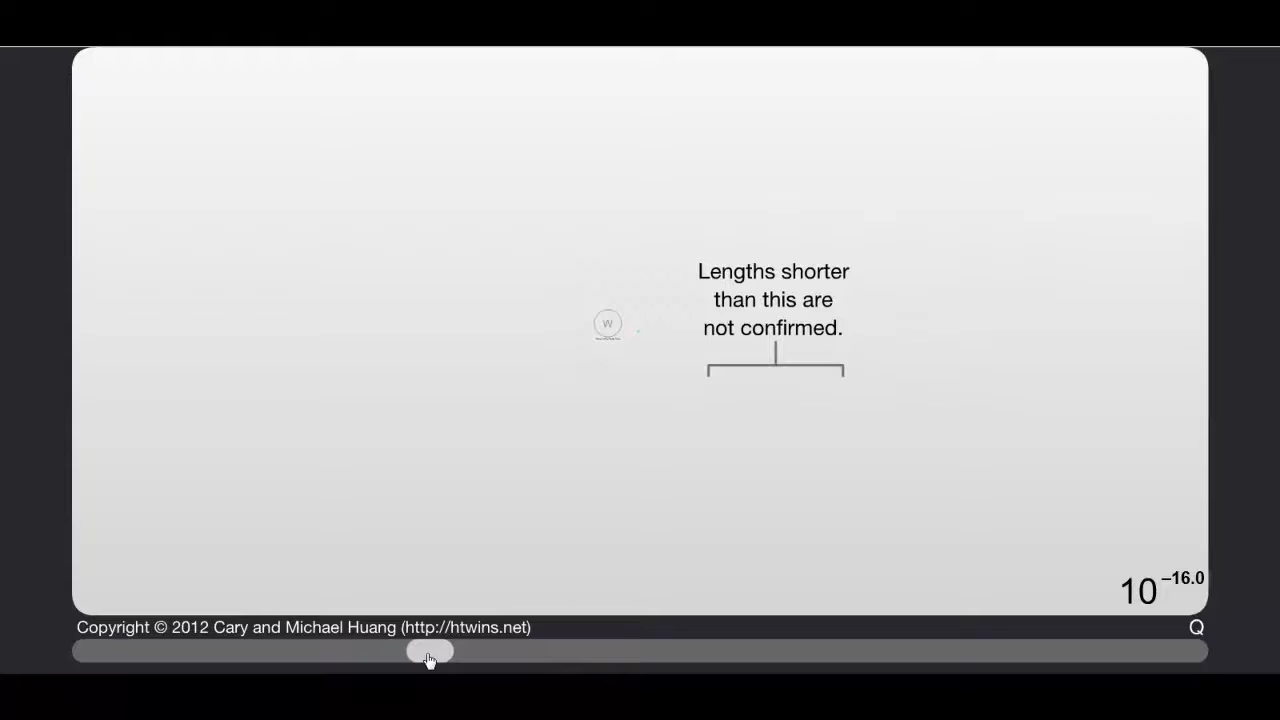 Lengths shorter
than this are
not confirmed.
W
10⁻¹⁶·⁰
Copyright © 2012 Cary and Michael Huang (http://htwins.net)
Q